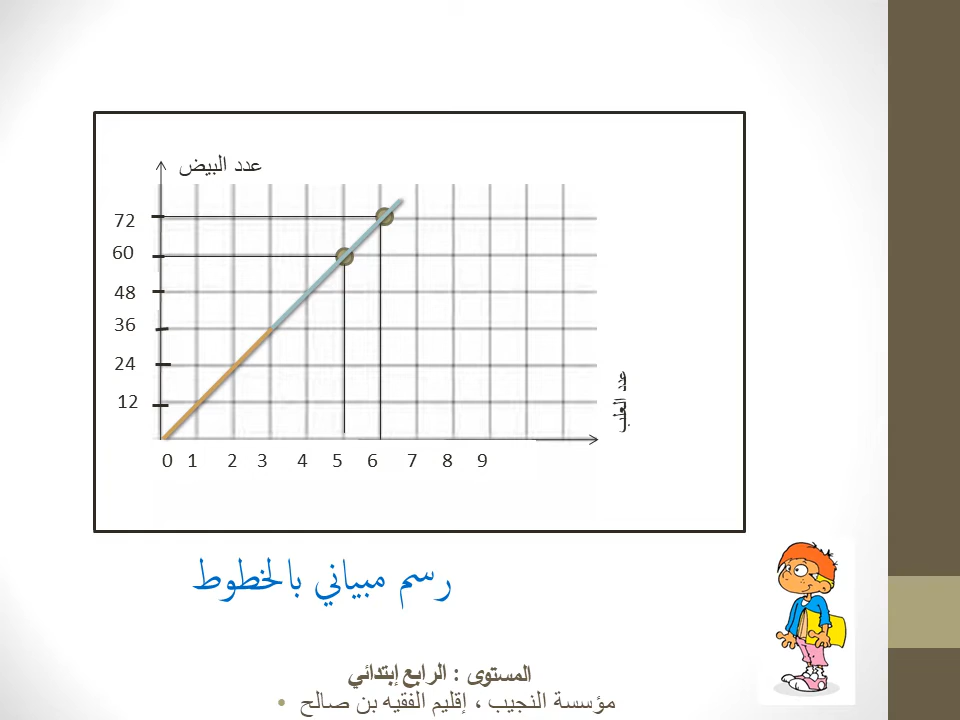 عدد البيض
72
60
48
36
24
12
عدد العلب
0 1 2 3 4 5 6 7 8 9
رسم مبياني بالخطوط
المستوى : الرابع إبتدائي
• مؤسسة النجيب ، إقليم الفقيه بن صالح